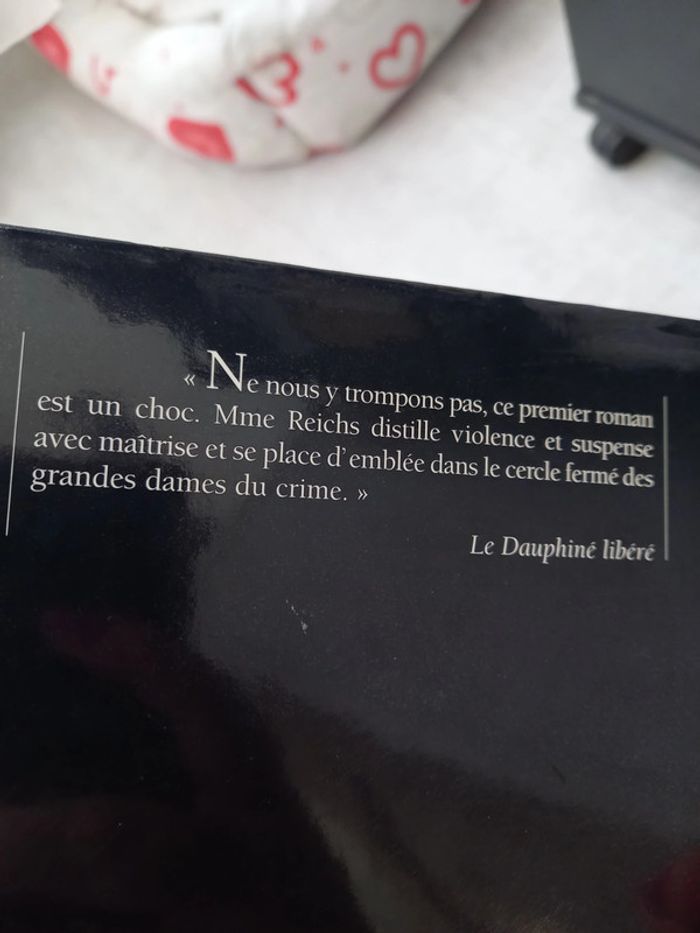 « Ne nous y trompons pas, ce premier roman
est un choc. Mme Reichs distille violence et suspense
avec maîtrise et se place d'emblée dans le cercle fermé des
grandes dames du crime. »
Le Dauphiné libéré